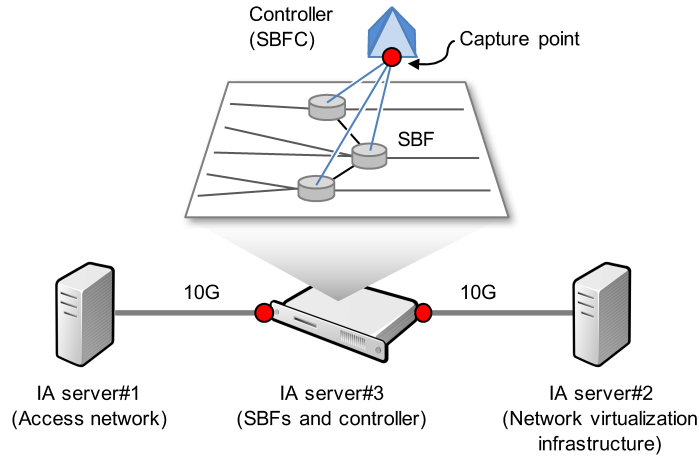 Controller
(SBFC)
Capture point
SBF
10G
10G
IA server#1
(Access network)
IA server#3
(SBFs and controller)
IA server#2
(Network virtualization
infrastructure)